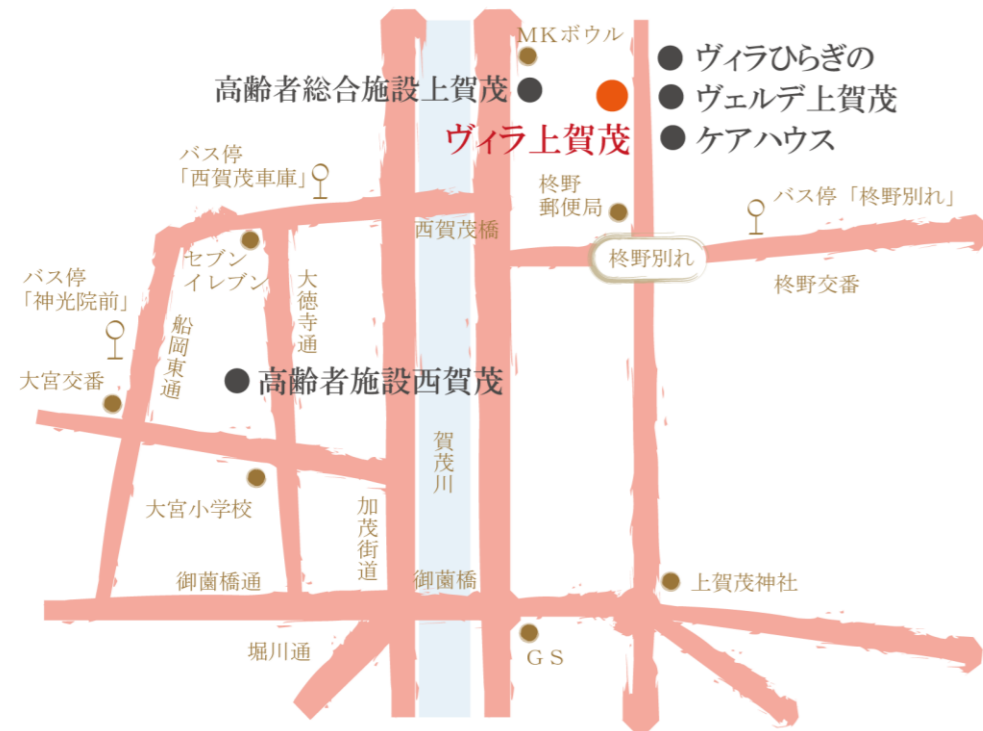 MKボウル
ヴィラひらぎの
高齢者総合施設上賀茂
ヴェルデ上賀茂
ヴィラ上賀茂
ケアハウス
バス停
「西賀茂車庫」
柊野
郵便局
バス停「柊野別れ」
西賀茂橋
柊野別れ
柊野交番
セブン
イレブン
バス停
「神光院前」
大徳寺通
船岡東通
大宮交番
高齢者施設西賀茂
賀茂川
大宮小学校
加茂街道
御薗橋通
御薗橋
上賀茂神社
堀川通
GS